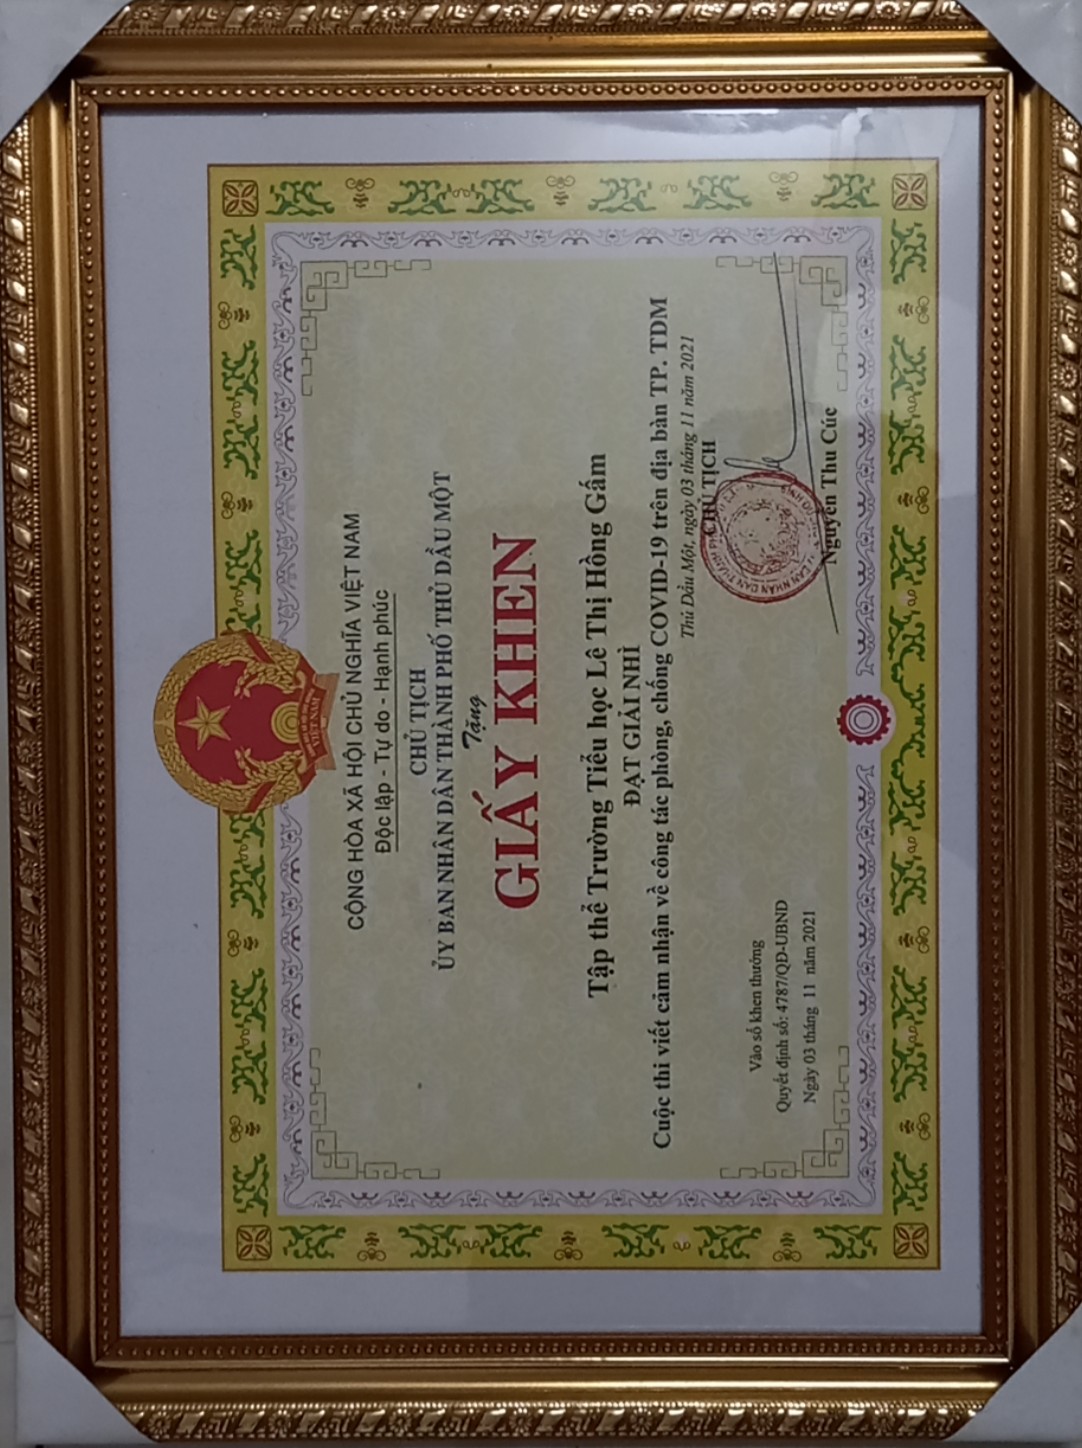 CỘNG HÒA XÃ HỘI CHỦ NGHĨA VIỆT NAM
Độc lập - Tự do - Hạnh phúc
CHỦ TỊCH
ỦY BAN NHÂN DÂN THÀNH PHỐ THỦ DẦU MỘT
Tặng
GIẤY KHEN
Tập thể Trường Tiểu học Lê Thị Hồng Gấm
ĐẠT GIẢI NHÌ
Cuộc thi viết cảm nhận về công tác phòng, chống COVID-19 trên địa bàn TP. TDM
Thủ Dầu Một, ngày 03 tháng 11 năm 2021
CHỦ TỊCH
Nguyễn Thu Cúc
Vào sổ khen thưởng
Quyết định số: 4787/QĐ-UBND
Ngày 03 tháng 11 năm 2021